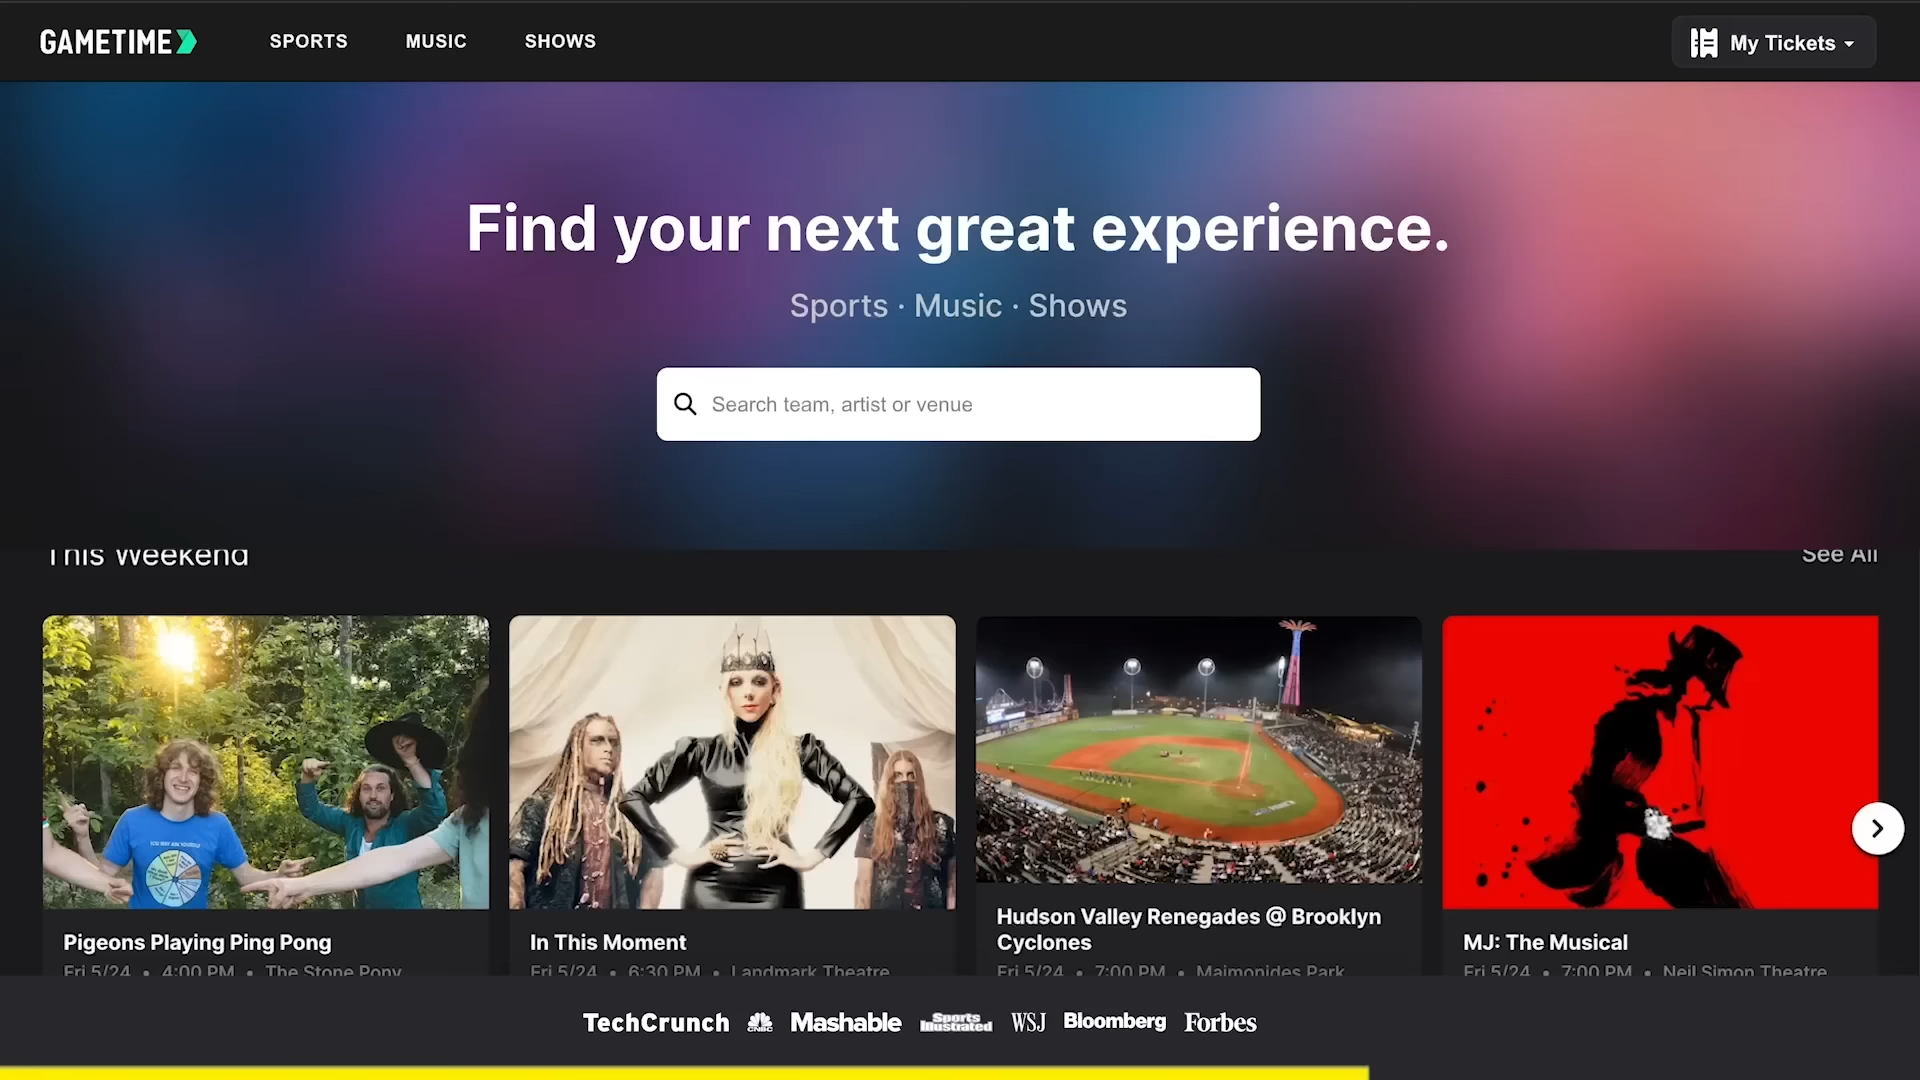 GAMETIME
SPORTS
MUSIC
SHOWS
My Tickets
Find your next great experience.
Sports · Music · Shows
Search team, artist or venue
This Weekend
See All
Pigeons Playing Ping Pong
Fri 5/24 • 4:00 PM • The Stone Pony
In This Moment
Fri 5/24 • 6:30 PM • Landmark Theatre
Hudson Valley Renegades @ Brooklyn
Cyclones
Fri 5/24 • 7:00 PM • Maimonides Park
MJ: The Musical
Fri 5/24 • 7:00 PM • Neil Simon Theatre
TechCrunch
CNBC
Mashable
Sports
Illustrated
WSJ
Bloomberg
Forbes